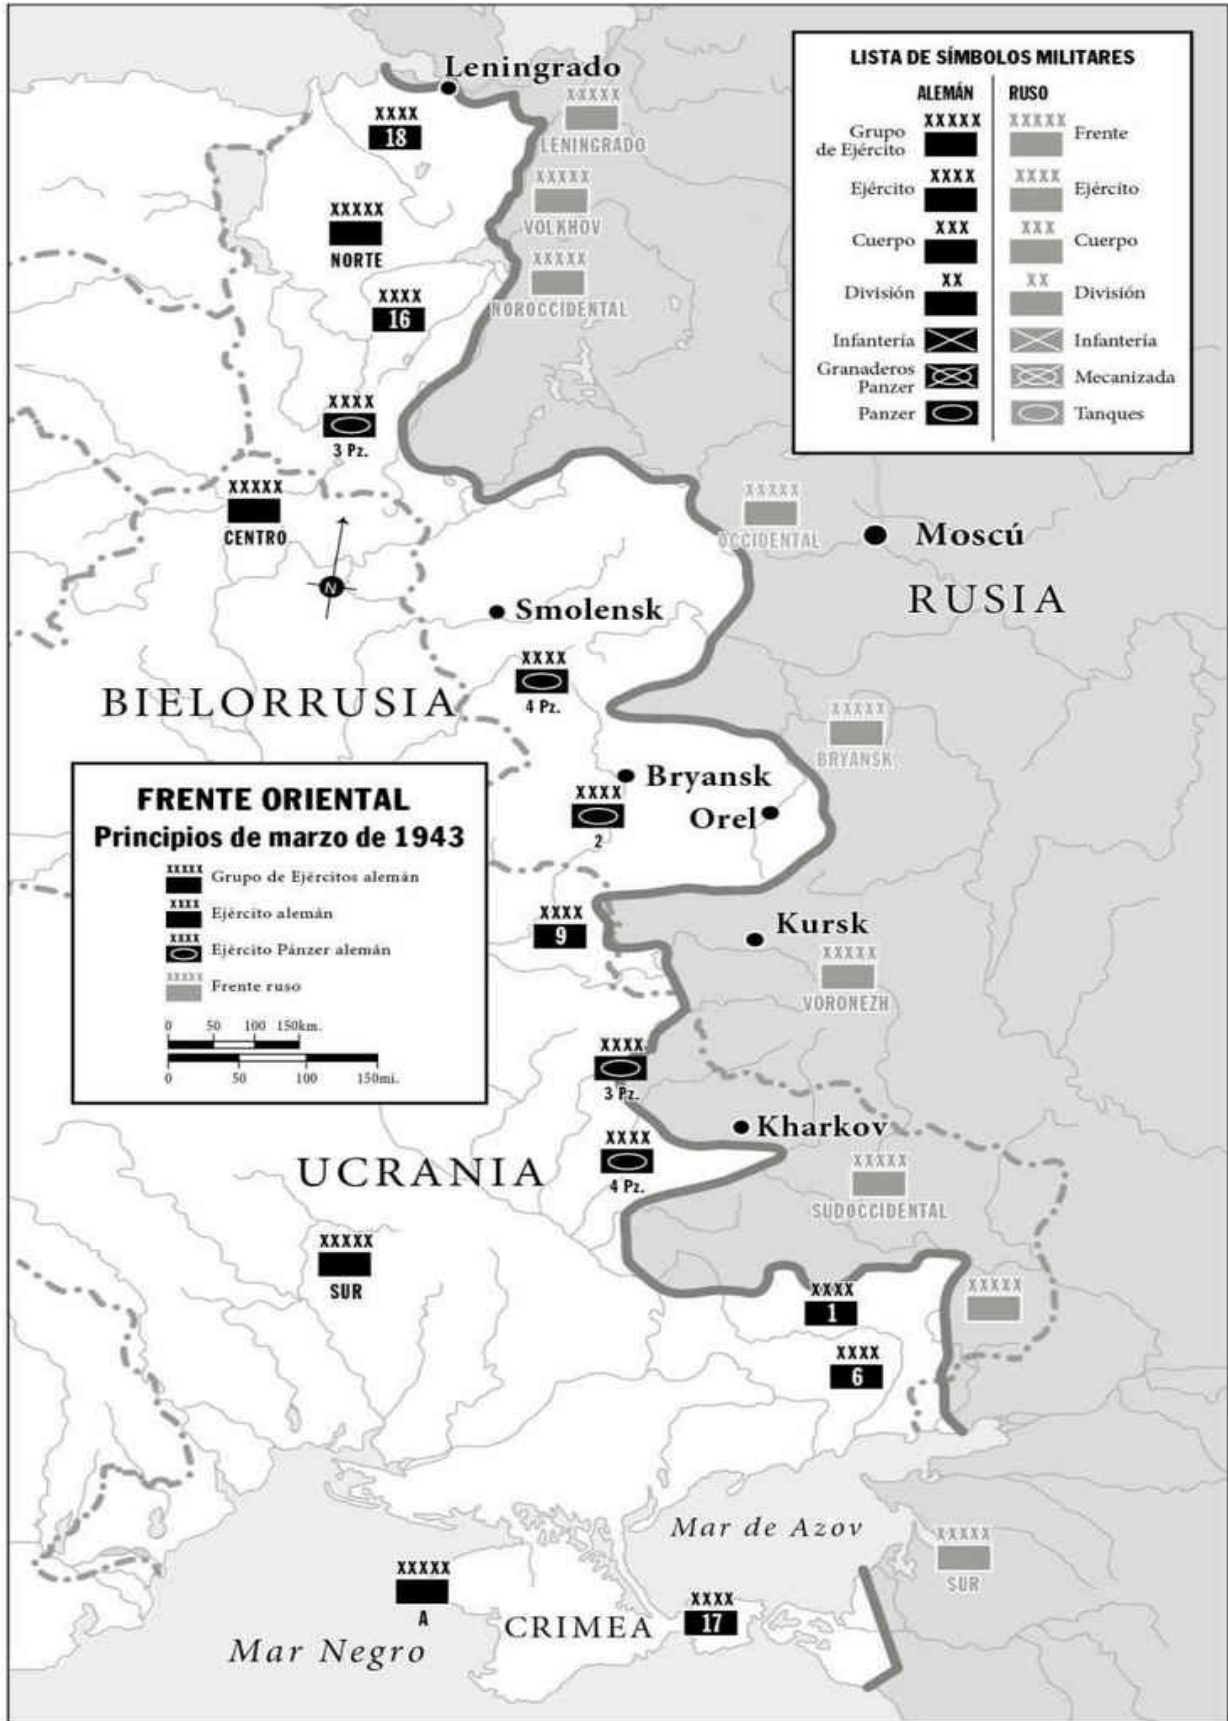 Leningrado
XXXXX
LENINGRADO
XXXX
18
XXXXX
VOLKHOV
XXXXX
NORTE
XXXXX
NOROCCIDENTAL
XXXX
16
XXXX
3 Pz.
XXXXX
CENTRO
N
XXXXX
OCCIDENTAL
Moscú
RUSIA
Smolensk
XXXX
4 Pz.
BIELORRUSIA
XXXXX
BRYANSK
Bryansk
XXXX
2
Orel
XXXX
9
Kursk
XXXXX
VORONEZH
XXXX
3 Pz.
Kharkov
XXXX
4 Pz.
UCRANIA
XXXXX
SUDOCCIDENTAL
XXXXX
SUR
XXXXX
XXXX
1
XXXX
6
Mar de Azov
XXXXX
SUR
XXXXX
A
CRIMEA
XXXX
17
Mar Negro
LISTA DE SÍMBOLOS MILITARES
ALEMÁN RUSO
XXXXX XXXXX
Grupo
de Ejército
Frente
XXXX XXXX
Ejército Ejército
XXX XXX
Cuerpo Cuerpo
XX XX
División División
Infantería Infantería
Granaderos
Panzer
Mecanizada
Panzer Tanques
FRENTE ORIENTAL
Principios de marzo de 1943
XXXXX
Grupo de Ejércitos alemán
XXXX
Ejército alemán
XXXX
Ejército Pánzer alemán
XXXXX
Frente ruso
0 50 100 150km.
0 50 100 150mi.